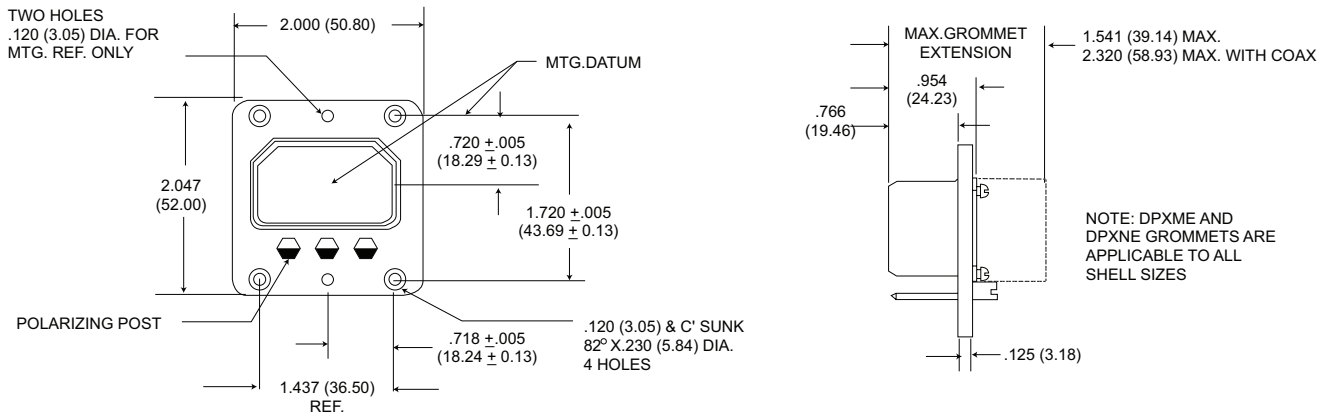 TWO HOLES
.120 (3.05) DIA. FOR
MTG. REF. ONLY
2.000 (50.80)
MTG.DATUM
.720 ±.005
(18.29 ± 0.13)
2.047
(52.00)
1.720 ±.005
(43.69 ± 0.13)
POLARIZING POST
.718 ±.005
(18.24 ± 0.13)
.120 (3.05) & C' SUNK
82° X.230 (5.84) DIA.
4 HOLES
1.437 (36.50)
REF.
MAX.GROMMET
EXTENSION
1.541 (39.14) MAX.
2.320 (58.93) MAX. WITH COAX
.954
(24.23)
.766
(19.46)
NOTE: DPXME AND
DPXNE GROMMETS ARE
APPLICABLE TO ALL
SHELL SIZES
.125 (3.18)